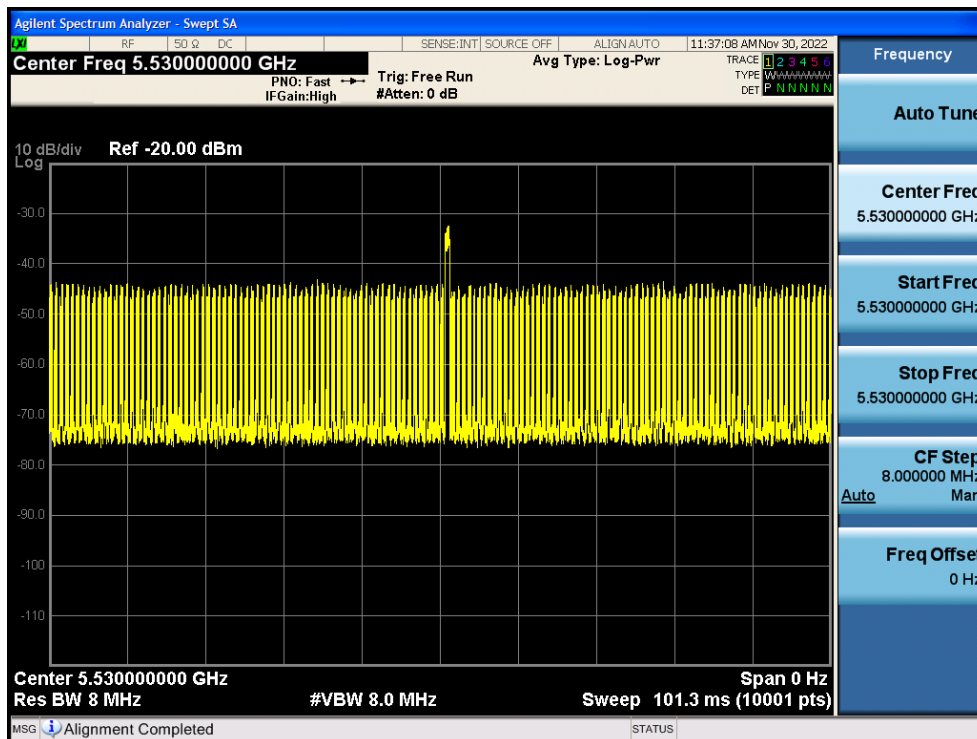 Agilent Spectrum Analyzer - Swept SA
LXI RF 50 Ω DC SENSE:INT SOURCE OFF ALIGN AUTO 11:37:08 AM Nov 30, 2022
Center Freq 5.530000000 GHz Avg Type: Log-Pwr TRACE 1 2 3 4 5 6
PNO: Fast Trig: Free Run TYPE W
IFGain:High #Atten: 0 dB DET P N N N N N
Frequency
Auto Tune
10 dB/div Ref -20.00 dBm
Log
-30.0
-40.0
-50.0
-60.0
-70.0
-80.0
-90.0
-100
-110
Center Freq
5.530000000 GHz
Start Freq
5.530000000 GHz
Stop Freq
5.530000000 GHz
CF Step
8.000000 MHz
Auto Man
Freq Offset
0 Hz
Center 5.530000000 GHz Span 0 Hz
Res BW 8 MHz #VBW 8.0 MHz Sweep 101.3 ms (10001 pts)
MSG Alignment Completed STATUS